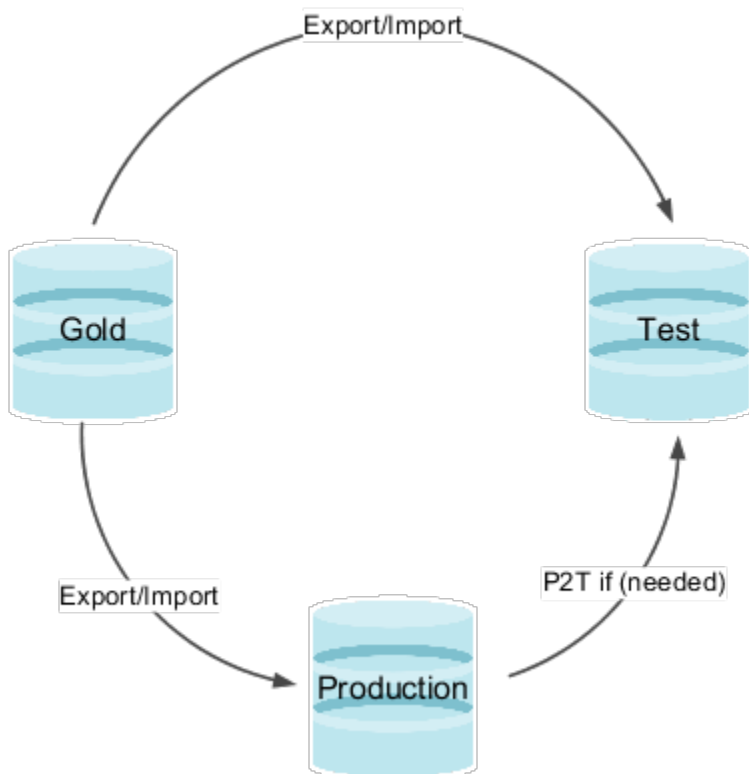 Export/Import
Gold
Test
Export/Import
P2T if (needed)
Production